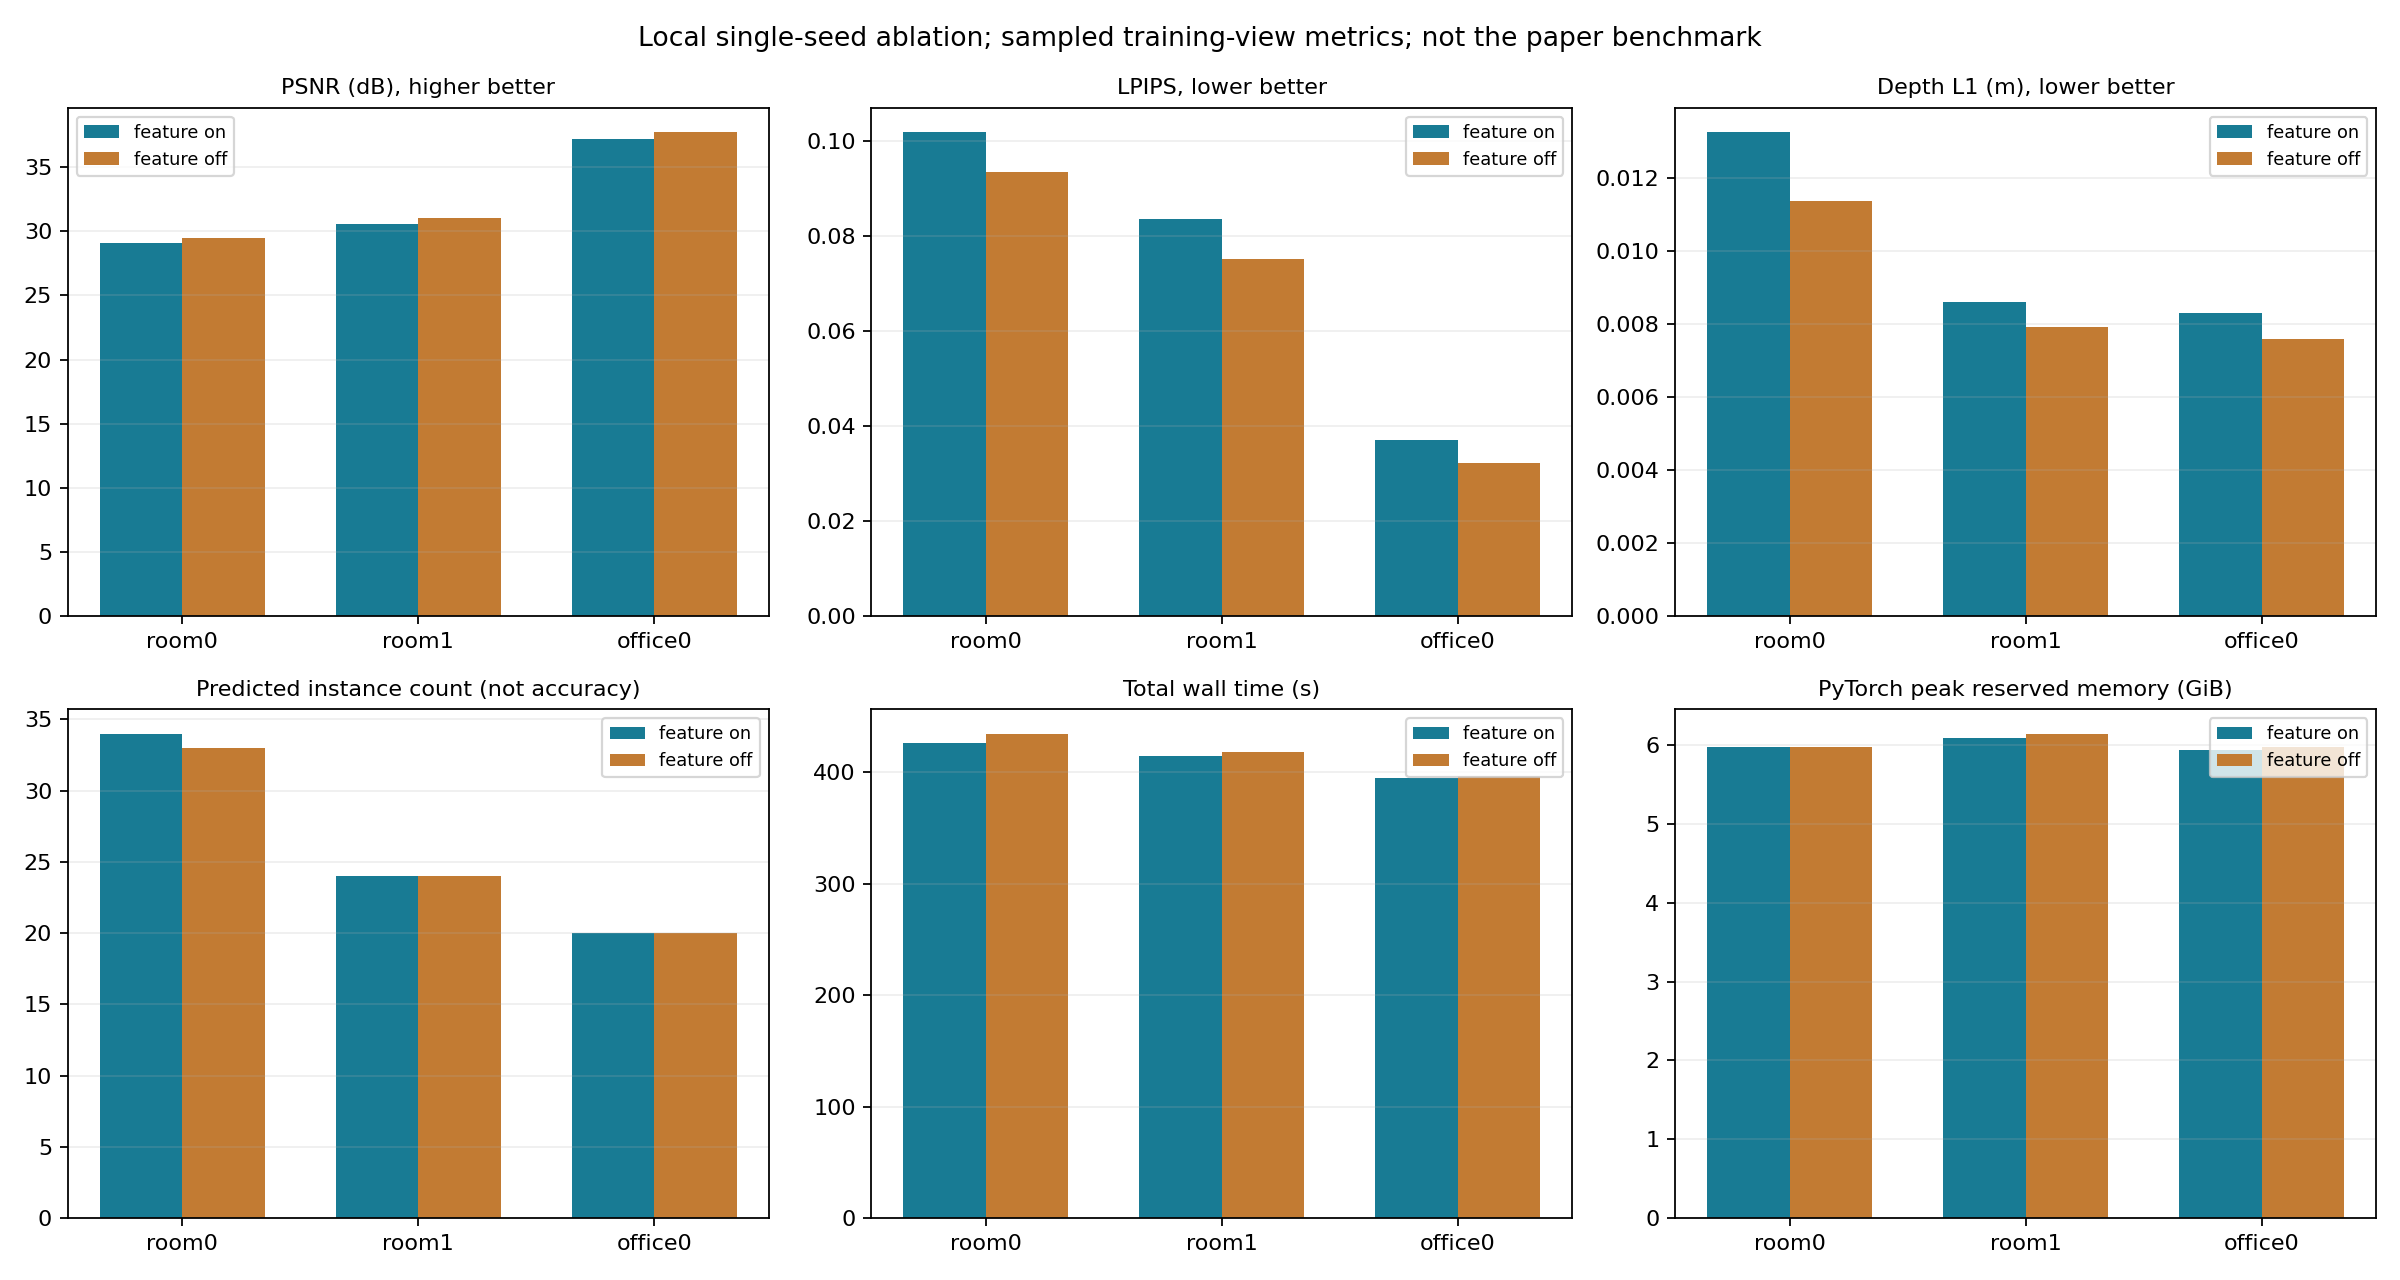 Local single-seed ablation; sampled training-view metrics; not the paper benchmark
PSNR (dB), higher better
feature on
feature off
35
30
25
20
15
10
5
0
room0 room1 office0
LPIPS, lower better
feature on
feature off
0.10
0.08
0.06
0.04
0.02
0.00
room0 room1 office0
Depth L1 (m), lower better
feature on
feature off
0.012
0.010
0.008
0.006
0.004
0.002
0.000
room0 room1 office0
Predicted instance count (not accuracy)
feature on
feature off
35
30
25
20
15
10
5
0
room0 room1 office0
Total wall time (s)
feature on
feature off
400
300
200
100
0
room0 room1 office0
PyTorch peak reserved memory (GiB)
feature on
feature off
6
5
4
3
2
1
0
room0 room1 office0